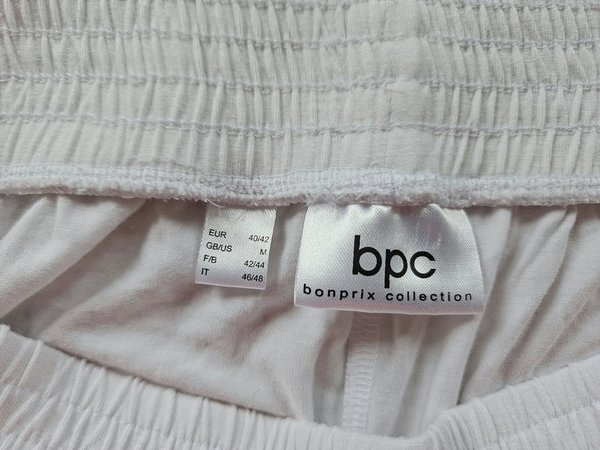 EUR 40/42
GB/US M
F/B 42/44
IT 46/48
bpc
bonprix collection